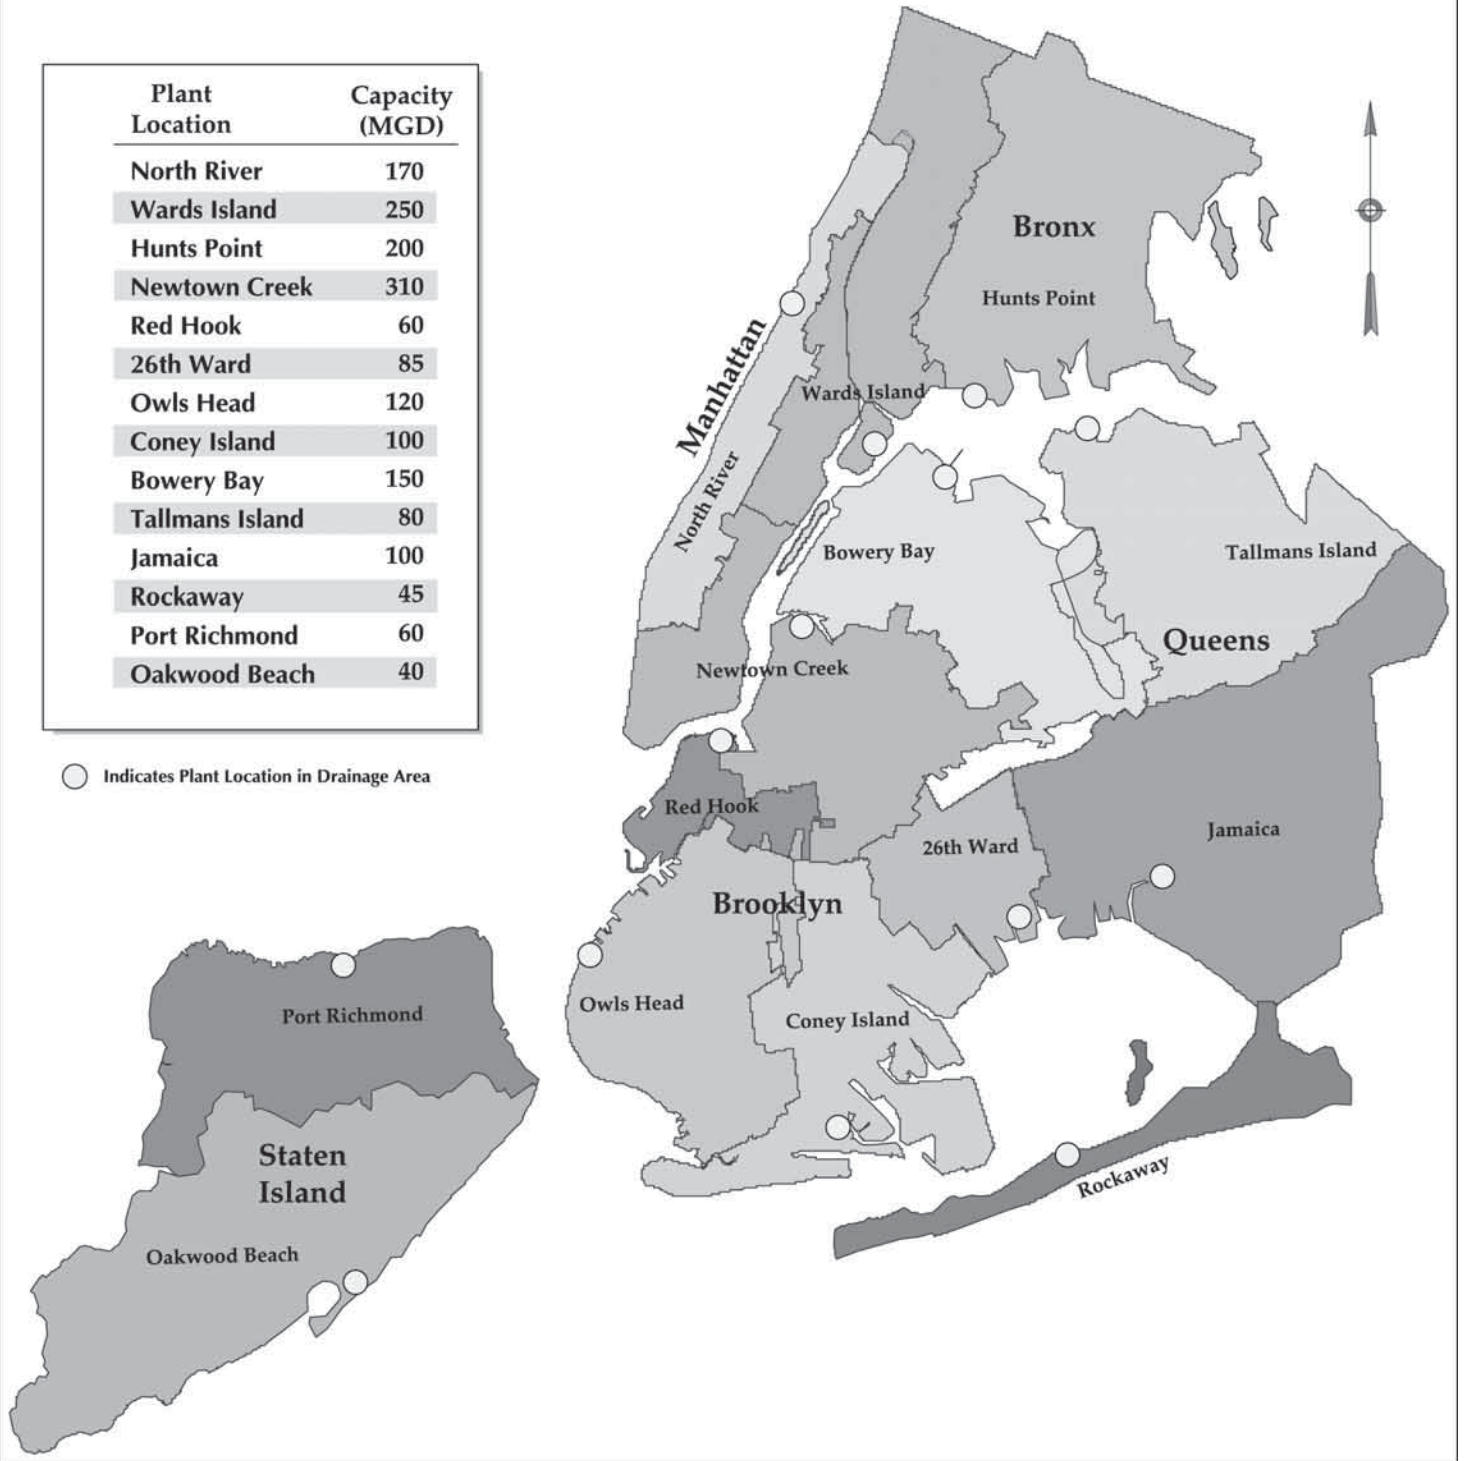 Plant Location
Capacity (MGD)
North River 170
Wards Island 250
Hunts Point 200
Newtown Creek 310
Red Hook 60
26th Ward 85
Owls Head 120
Coney Island 100
Bowery Bay 150
Tallmans Island 80
Jamaica 100
Rockaway 45
Port Richmond 60
Oakwood Beach 40
Indicates Plant Location in Drainage Area
Bronx
Hunts Point
Manhattan
Wards Island
North River
Bowery Bay
Tallmans Island
Queens
Newtown Creek
Red Hook
26th Ward
Jamaica
Brooklyn
Owls Head
Coney Island
Rockaway
Port Richmond
Staten
Island
Oakwood Beach